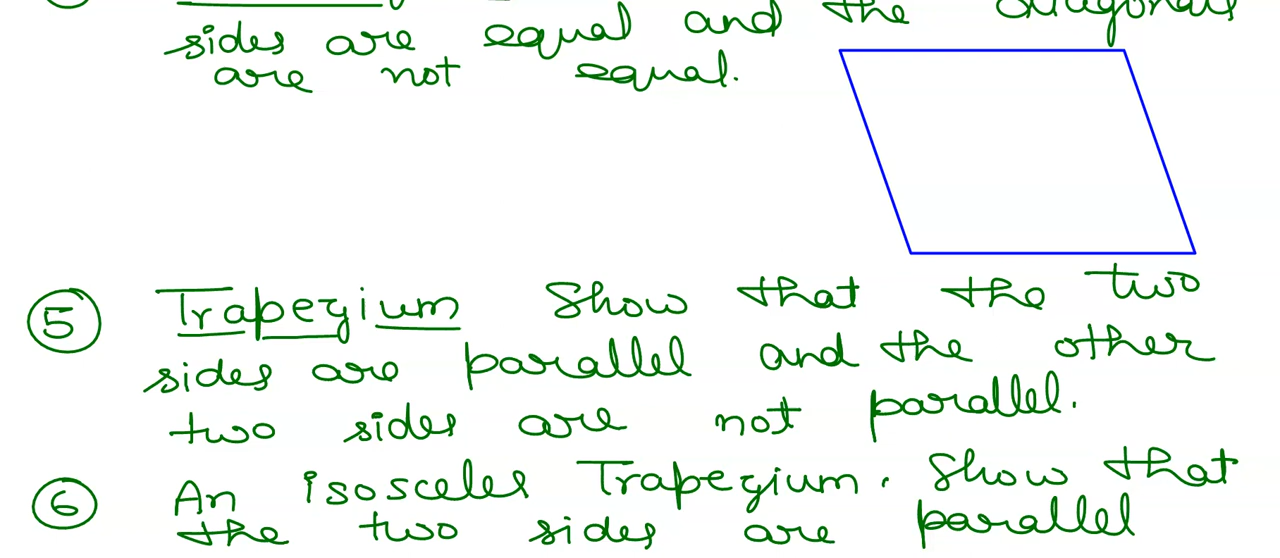 the diagonals
sides are equal and
are not equal.
5 Trapezium Show that the two
sides are parallel and the other
two sides are not parallel.
6 An isosceles Trapezium. Show that
the two sides are parallel